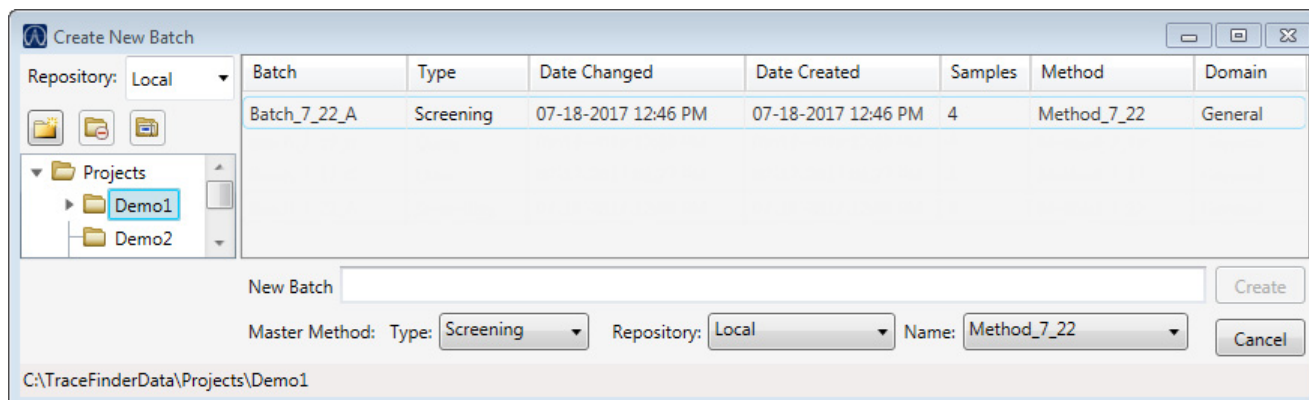 Create New Batch
Repository: Local
Batch Type Date Changed Date Created Samples Method Domain
Batch_7_22_A Screening 07-18-2017 12:46 PM 07-18-2017 12:46 PM 4 Method_7_22 General
Projects
Demo1
Demo2
New Batch Create
Master Method: Type: Screening Repository: Local Name: Method_7_22 Cancel
C:\TraceFinderData\Projects\Demo1